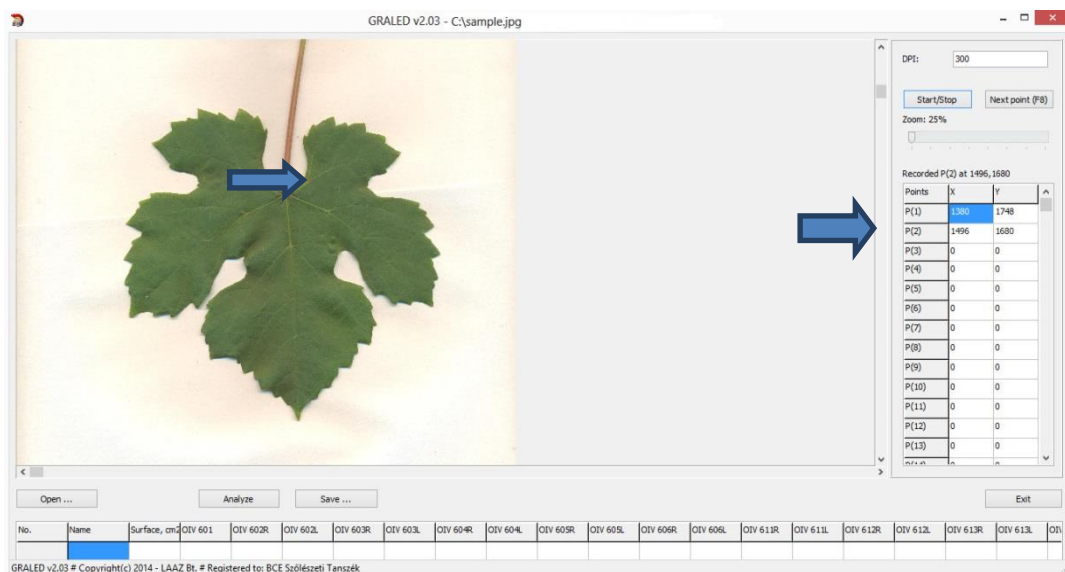 GRALED v2.03 - C:\sample.jpg
DPI: 300
Start/Stop Next point (F8)
Zoom: 25%
Recorded P(2) at 1496,1680
Points X Y
P(1) 1380 1748
P(2) 1496 1680
P(3) 0 0
P(4) 0 0
P(5) 0 0
P(6) 0 0
P(7) 0 0
P(8) 0 0
P(9) 0 0
P(10) 0 0
P(11) 0 0
P(12) 0 0
P(13) 0 0
Open ... Analyze Save ... Exit
No. Name Surface, cm2 OIV 601 OIV 602R OIV 602L OIV 603R OIV 603L OIV 604R OIV 604L OIV 605R OIV 605L OIV 606R OIV 606L OIV 611R OIV 611L OIV 612R OIV 612L OIV 613R OIV 613L
GRALED v2.03 # Copyright(c) 2014 - LAAZ Bt. # Registered to: BCE Szőlészeti Tanszék